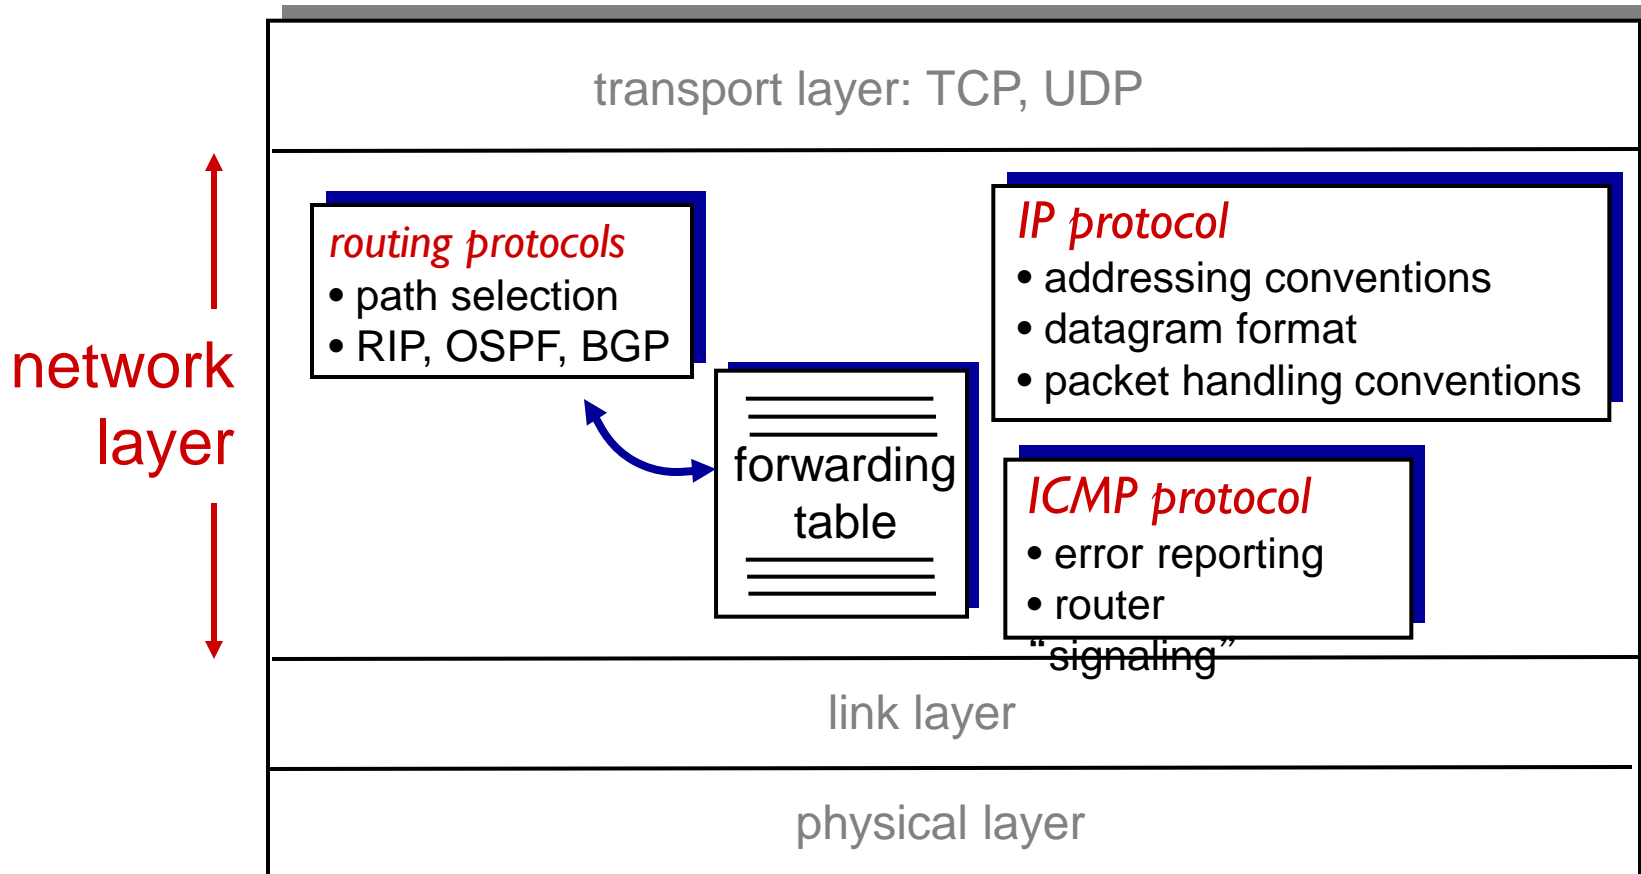 transport layer: TCP, UDP
network
layer
routing protocols
• path selection
• RIP, OSPF, BGP
forwarding
table
IP protocol
• addressing conventions
• datagram format
• packet handling conventions
ICMP protocol
• error reporting
• router
“signaling”
link layer
physical layer